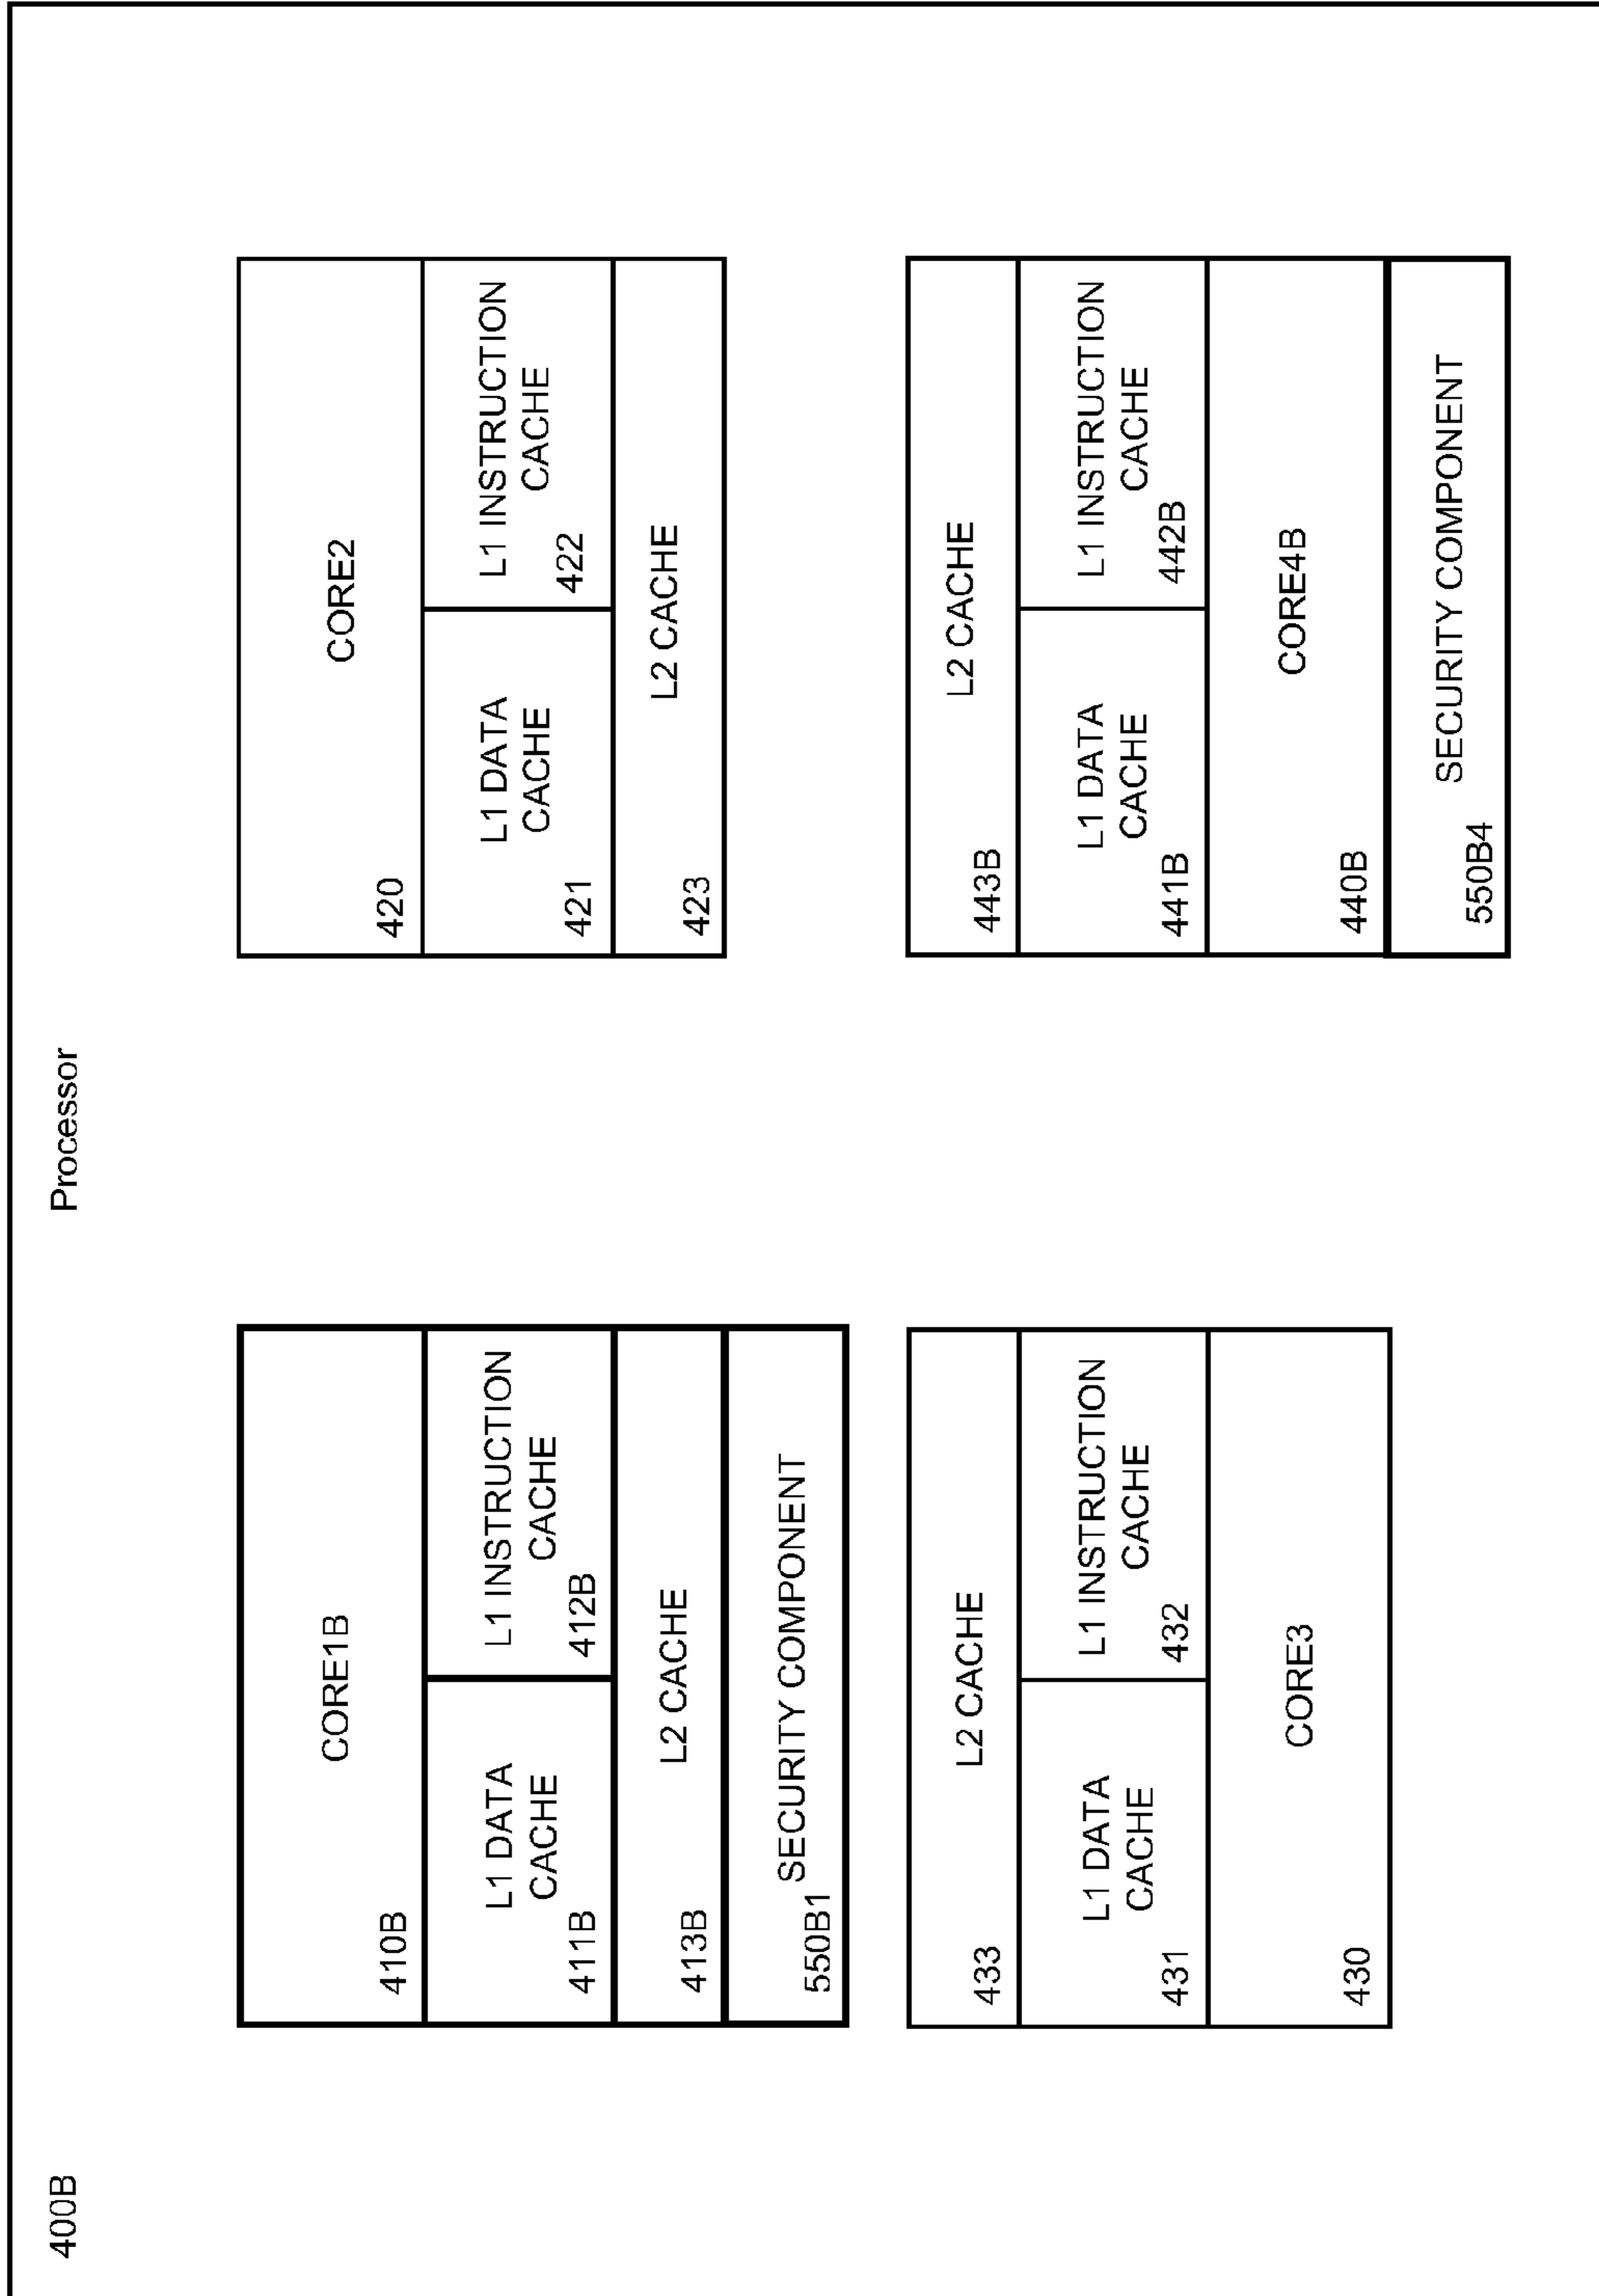 400B
Processor
CORE1B
410B
L1 DATA
CACHE
411B
L1 INSTRUCTION
CACHE
412B
L2 CACHE
413B
SECURITY COMPONENT
550B1
CORE2
420
L1 DATA
CACHE
421
L1 INSTRUCTION
CACHE
422
L2 CACHE
423
L2 CACHE
433
L1 DATA
CACHE
431
L1 INSTRUCTION
CACHE
432
CORE3
430
L2 CACHE
443B
L1 DATA
CACHE
441B
L1 INSTRUCTION
CACHE
442B
CORE4B
440B
SECURITY COMPONENT
550B4